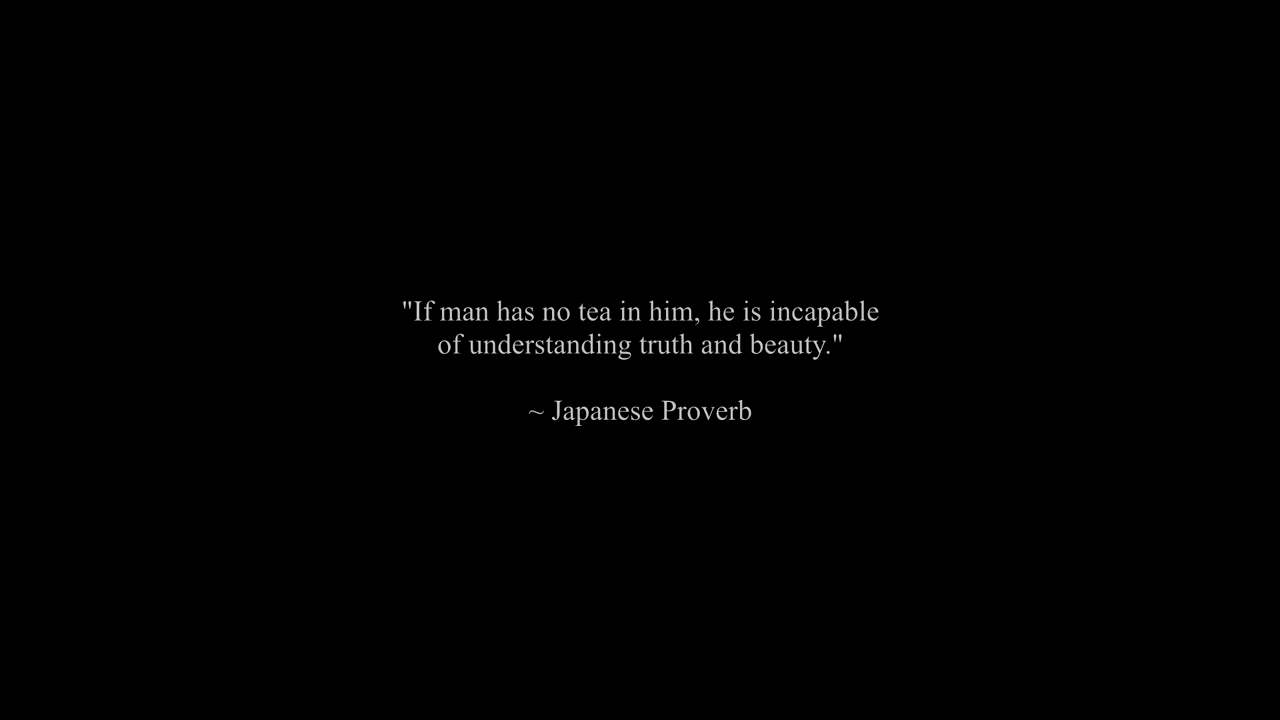 "If man has no tea in him, he is incapable
of understanding truth and beauty."
~ Japanese Proverb